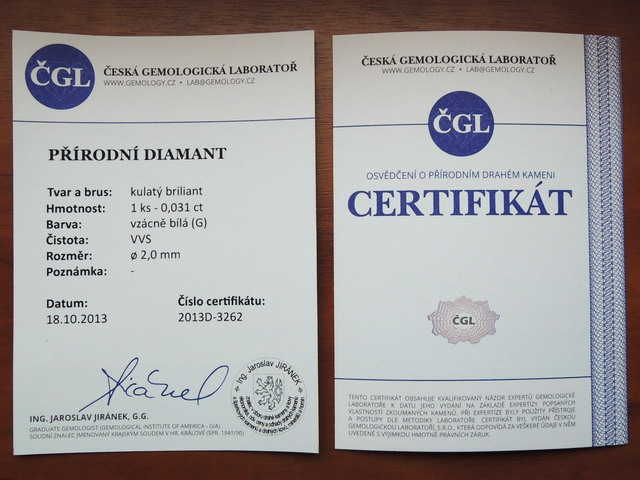 ČGL
ČESKÁ GEMOLOGICKÁ LABORATOŘ
WWW.GEMOLOGY.CZ • LAB@GEMOLOGY.CZ
PŘÍRODNÍ DIAMANT
Tvar a brus: kulatý briliant
Hmotnost: 1 ks - 0,031 ct
Barva: vzácně bílá (G)
Čistota: VVS
Rozměr: ø 2,0 mm
Poznámka: -
Datum: Číslo certifikátu:
18.10.2013 2013D-3262
Ing. Jaroslav JIRÁNEK
ING. JAROSLAV JIRÁNEK, G.G.
GRADUATE GEMOLOGIST (GEMOLOGICAL INSTITUTE OF AMERICA - GIA)
SOUDNÍ ZNALEC JMENOVANÝ KRAJSKÝM SOUDEM V HR. KRÁLOVÉ (SPR. 1941/90)
ČESKÁ GEMOLOGICKÁ LABORATOŘ
WWW.GEMOLOGY.CZ • LAB@GEMOLOGY.CZ
ČGL
OSVĚDČENÍ O PŘÍRODNÍM DRAHÉM KAMENI
CERTIFIKÁT
ČGL
TENTO CERTIFIKÁT OBSAHUJE KVALIFIKOVANÝ NÁZOR EXPERTŮ GEMOLOGICKÉ
LABORATOŘE K DATU JEHO VYDÁNÍ NA ZÁKLADĚ EXPERTÍZY POPSANÝCH
VLASTNOSTÍ ZKOUMANÝCH KAMENŮ. PŘI EXPERTÍZE BYLY POUŽITY PŘÍSTROJE
A POSTUPY DLE METODIKY LABORATOŘE. CERTIFIKÁT BYL VYDÁN ČESKOU
GEMOLOGICKOU LABORATOŘÍ, S.R.O., KTERÁ ODPOVÍDÁ ZA VEŠKERÉ ÚDAJE V NĚM
UVEDENÉ S VÝJIMKOU HMOTNĚ-PRÁVNÍCH ZÁRUK.